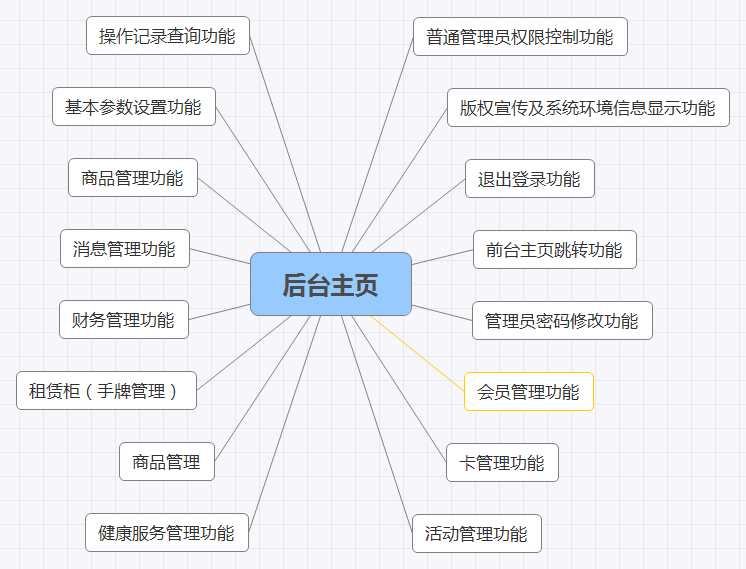 操作记录查询功能
普通管理员权限控制功能
基本参数设置功能
版权宣传及系统环境信息显示功能
商品管理功能
退出登录功能
消息管理功能
前台主页跳转功能
后台主页
财务管理功能
管理员密码修改功能
租赁柜（手牌管理）
会员管理功能
商品管理
卡管理功能
健康服务管理功能
活动管理功能